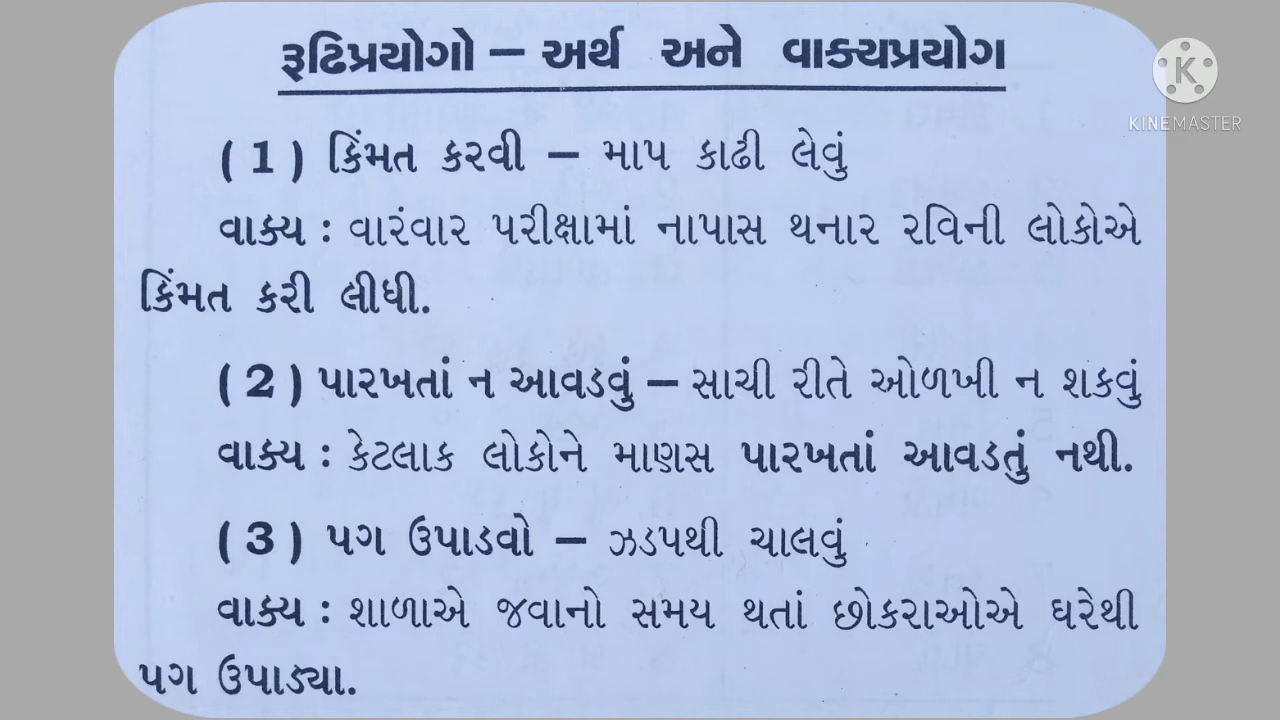 રૂઢિપ્રયોગો – અર્થ અને વાક્યપ્રયોગ
KINEMASTER
( 1 ) કિંમત કરવી – માપ કાઢી લેવું
વાક્ય : વારંવાર પરીક્ષામાં નાપાસ થનાર રવિની લોકોએ
કિંમત કરી લીધી.
( 2 ) પારખતાં ન આવડવું – સાચી રીતે ઓળખી ન શકવું
વાક્ય : કેટલાક લોકોને માણસ પારખતાં આવડતું નથી.
( 3 ) પગ ઉપાડવો – ઝડપથી ચાલવું
વાક્ય : શાળાએ જવાનો સમય થતાં છોકરાઓએ ઘરેથી
પગ ઉપાડ્યા.